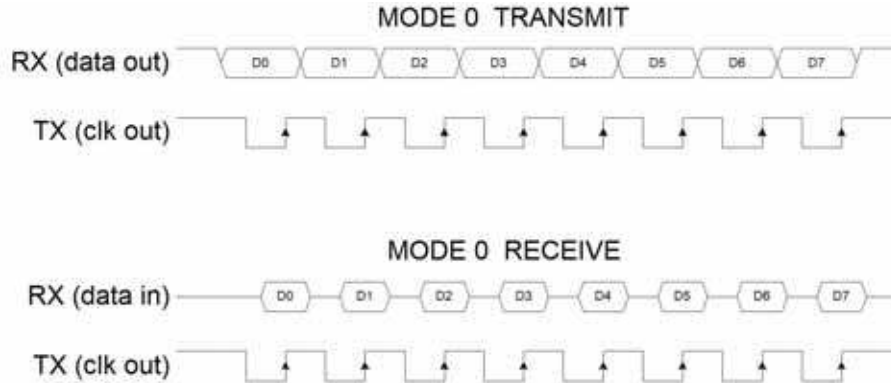 MODE 0 TRANSMIT
RX (data out) D0 D1 D2 D3 D4 D5 D6 D7
TX (clk out)
MODE 0 RECEIVE
RX (data in) D0 D1 D2 D3 D4 D5 D6 D7
TX (clk out)